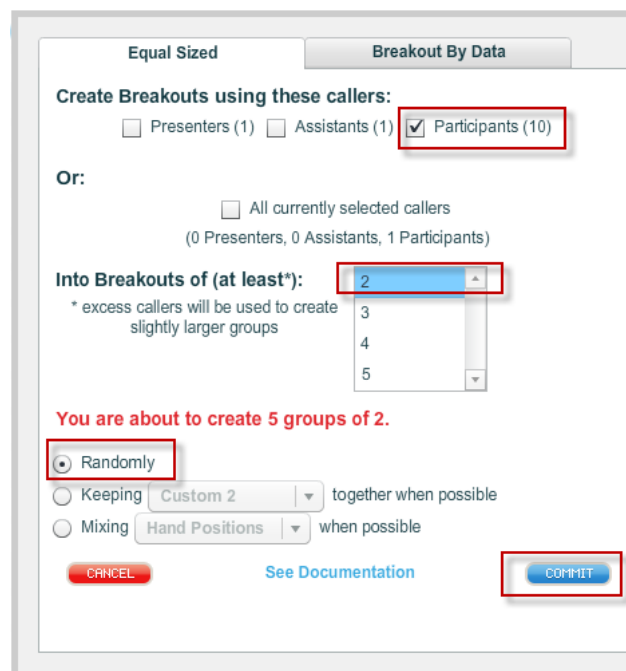 Equal Sized Breakout By Data
Create Breakouts using these callers:
Presenters (1) Assistants (1) Participants (10)
Or:
All currently selected callers
(0 Presenters, 0 Assistants, 1 Participants)
Into Breakouts of (at least*):
* excess callers will be used to create
slightly larger groups
2
3
4
5
You are about to create 5 groups of 2.
Randomly
Keeping Custom 2 together when possible
Mixing Hand Positions when possible
CANCEL See Documentation COMMIT